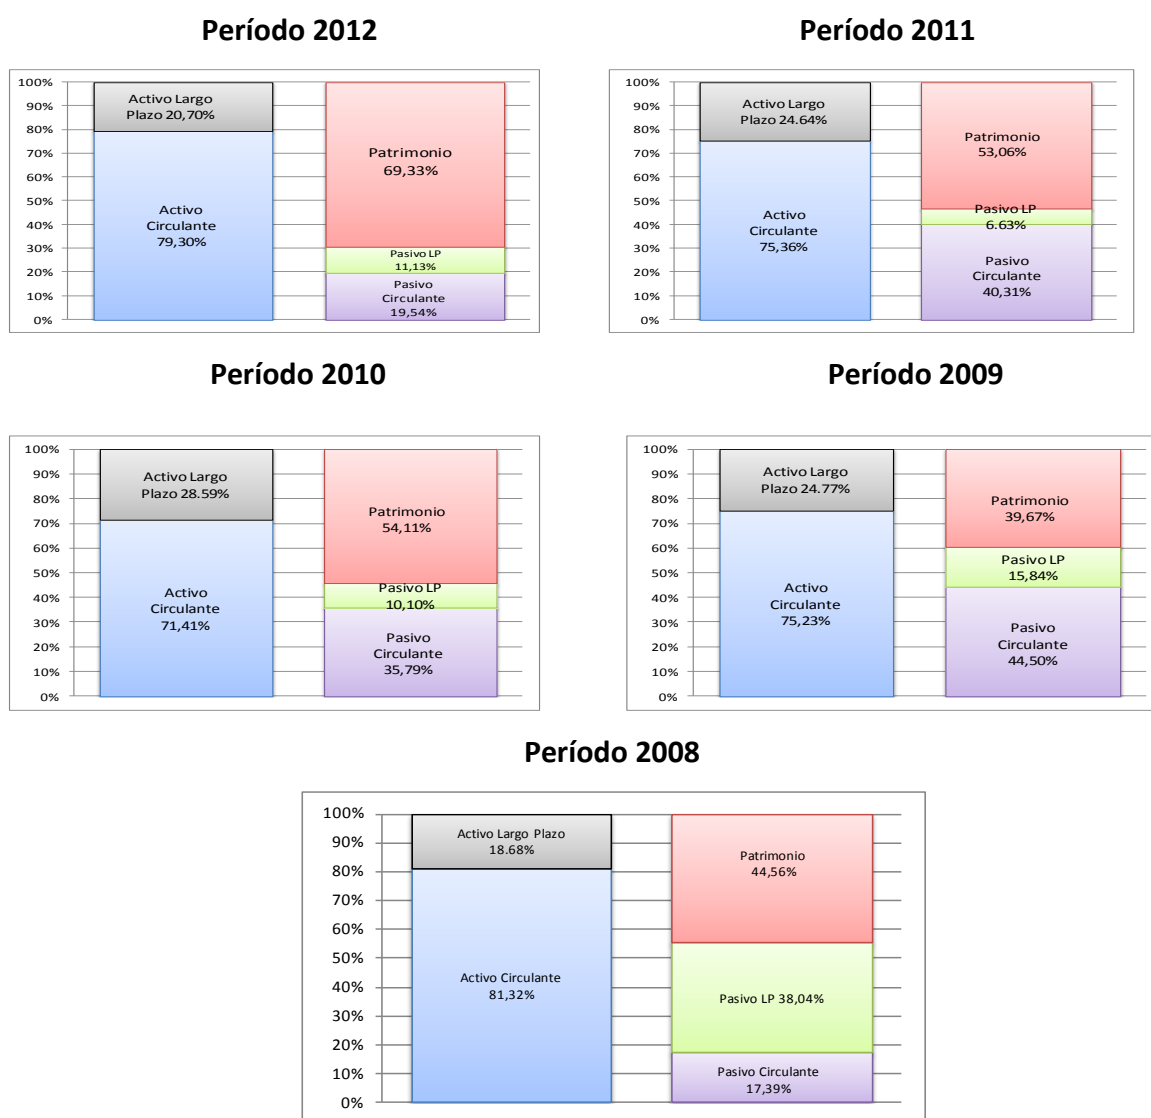 Período 2012
100%
90%
80%
70%
60%
50%
40%
30%
20%
10%
0%
Activo Largo
Plazo 20,70%
Activo
Circulante
79,30%
Patrimonio
69,33%
Pasivo LP
11,13%
Pasivo
Circulante
19,54%
Período 2011
100%
90%
80%
70%
60%
50%
40%
30%
20%
10%
0%
Activo Largo
Plazo 24.64%
Activo
Circulante
75,36%
Patrimonio
53,06%
Pasivo LP
6.63%
Pasivo
Circulante
40,31%
Período 2010
100%
90%
80%
70%
60%
50%
40%
30%
20%
10%
0%
Activo Largo
Plazo 28.59%
Activo
Circulante
71,41%
Patrimonio
54,11%
Pasivo LP
10,10%
Pasivo
Circulante
35,79%
Período 2009
100%
90%
80%
70%
60%
50%
40%
30%
20%
10%
0%
Activo Largo
Plazo 24.77%
Activo
Circulante
75,23%
Patrimonio
39,67%
Pasivo LP
15,84%
Pasivo
Circulante
44,50%
Período 2008
100%
90%
80%
70%
60%
50%
40%
30%
20%
10%
0%
Activo Largo Plazo
18.68%
Activo Circulante
81,32%
Patrimonio
44,56%
Pasivo LP 38,04%
Pasivo Circulante
17,39%